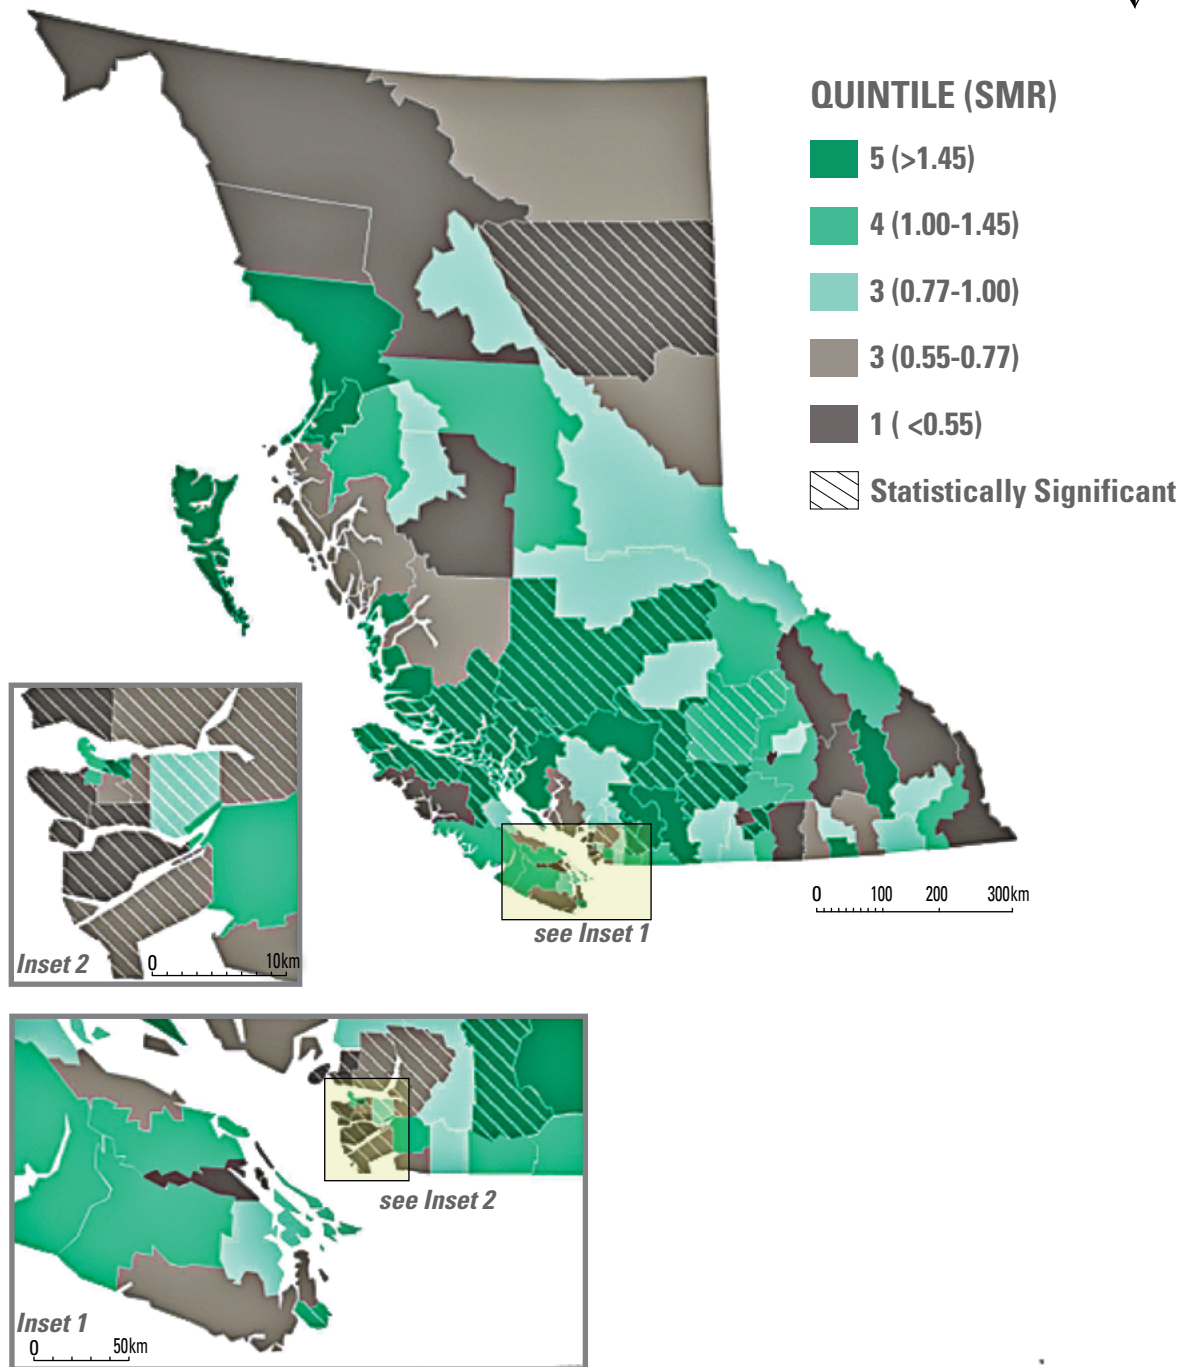 QUINTILE (SMR)
5 (>1.45)
4 (1.00-1.45)
3 (0.77-1.00)
3 (0.55-0.77)
1 ( <0.55)
Statistically Significant
0 100 200 300km
see Inset 1
Inset 2
0 10km
see Inset 2
Inset 1
0 50km